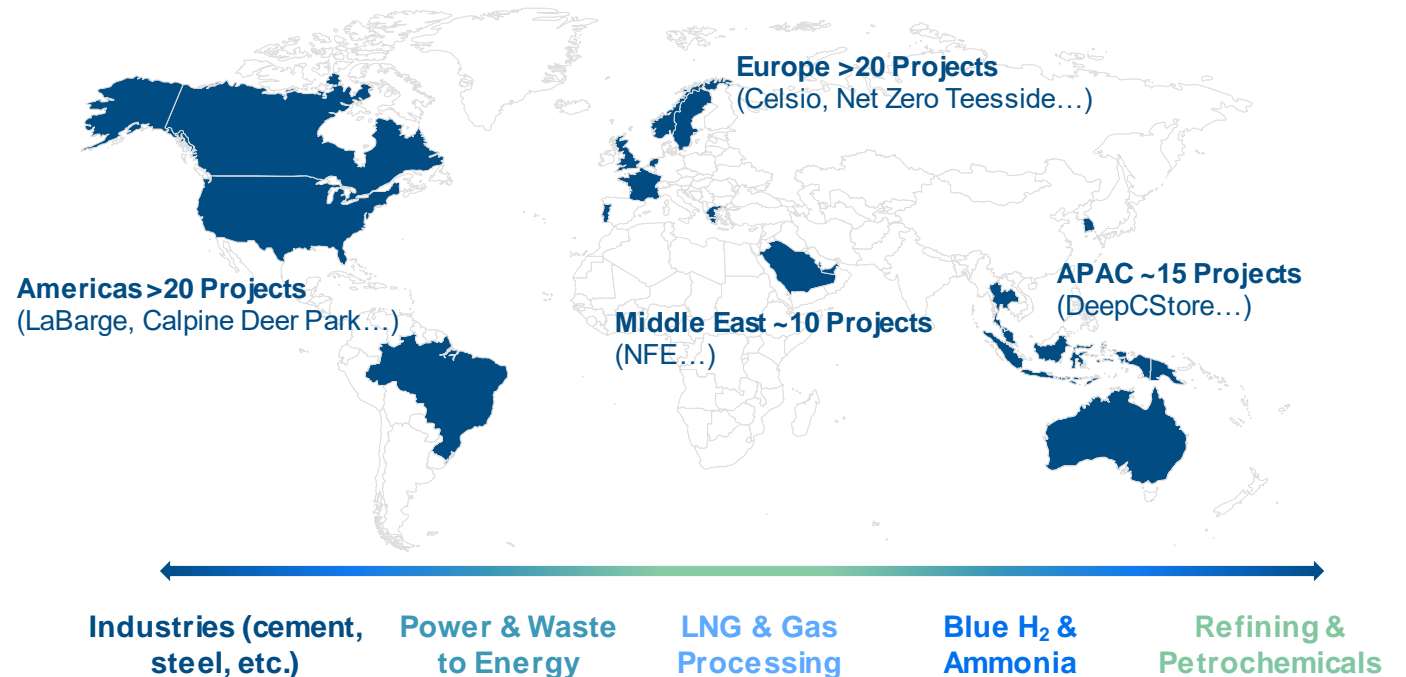 Europe >20 Projects
(Celsio, Net Zero Teesside…)
Americas >20 Projects
(LaBarge, Calpine Deer Park…)
Middle East ~10 Projects
(NFE…)
APAC ~15 Projects
(DeepCStore…)
Industries (cement,
steel, etc.)
Power & Waste
to Energy
LNG & Gas
Processing
Blue H₂ &
Ammonia
Refining &
Petrochemicals